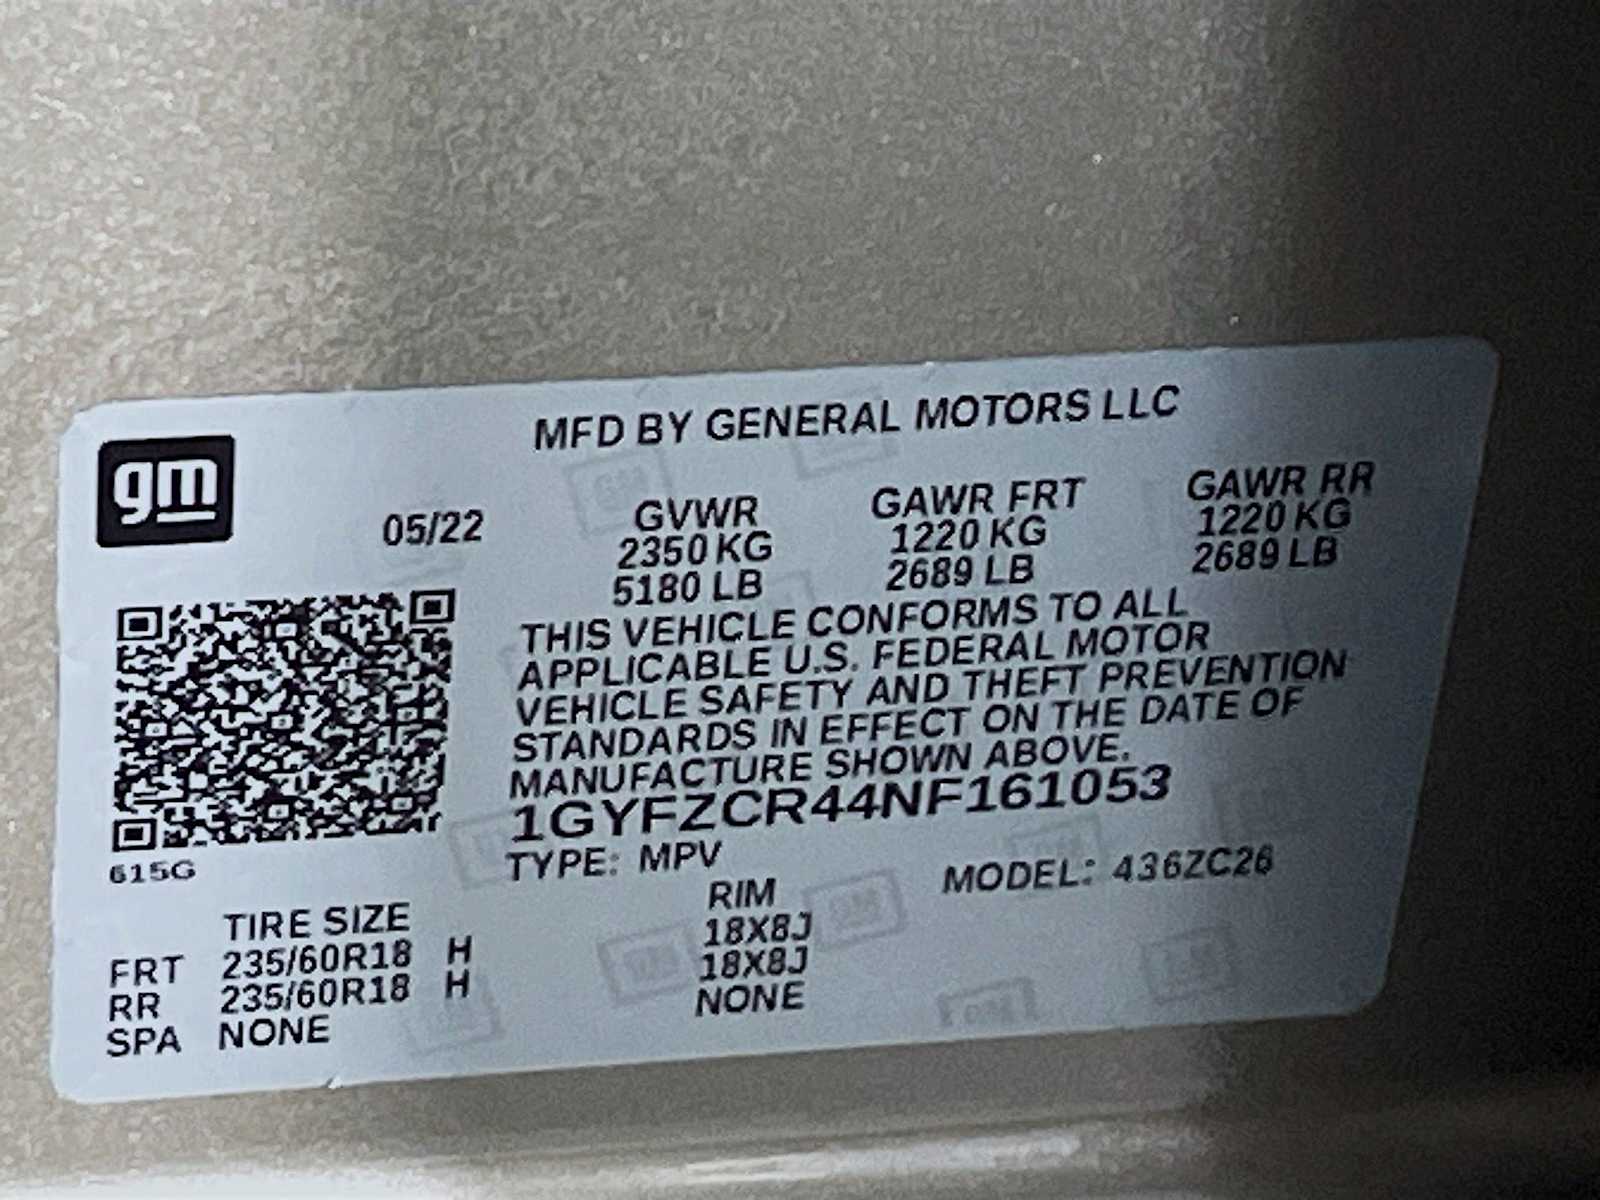 MFD BY GENERAL MOTORS LLC
gm
05/22 GVWR GAWR FRT GAWR RR
2350 KG 1220 KG 1220 KG
5180 LB 2689 LB 2689 LB
THIS VEHICLE CONFORMS TO ALL
APPLICABLE U.S. FEDERAL MOTOR
VEHICLE SAFETY AND THEFT PREVENTION
STANDARDS IN EFFECT ON THE DATE OF
MANUFACTURE SHOWN ABOVE.
1GYFZCR44NF161053
615G
TYPE: MPV MODEL: 436ZC26
TIRE SIZE RIM
FRT 235/60R18 H 18X8J
RR 235/60R18 H 18X8J
SPA NONE NONE